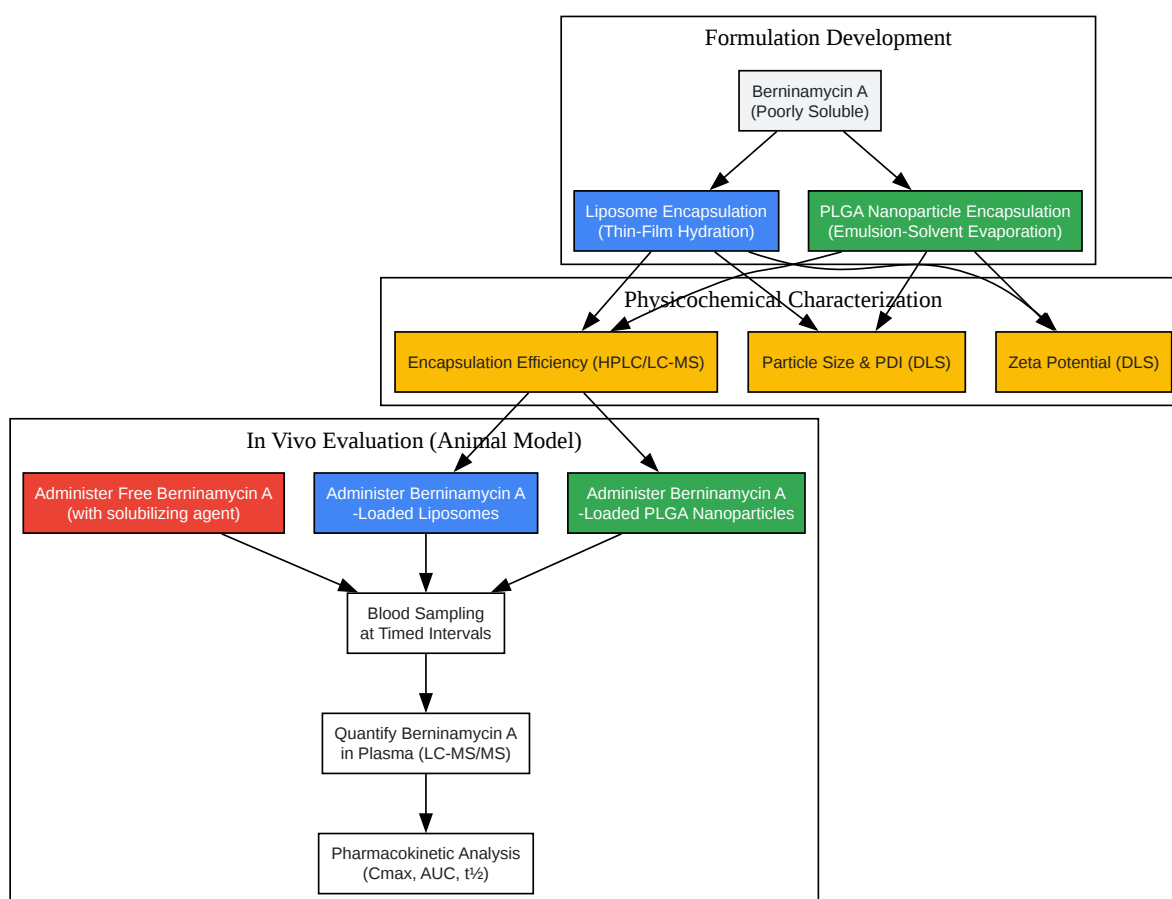 Formulation Development
Berninamycin A
(Poorly Soluble)
Liposome Encapsulation
(Thin-Film Hydration)
PLGA Nanoparticle Encapsulation
(Emulsion-Solvent Evaporation)
Physicochemical Characterization
Encapsulation Efficiency (HPLC/LC-MS)
Particle Size & PDI (DLS)
Zeta Potential (DLS)
In Vivo Evaluation (Animal Model)
Administer Free Berninamycin A
(with solubilizing agent)
Administer Berninamycin A
-Loaded Liposomes
Administer Berninamycin A
-Loaded PLGA Nanoparticles
Blood Sampling
at Timed Intervals
Quantify Berninamycin A
in Plasma (LC-MS/MS)
Pharmacokinetic Analysis
(Cmax, AUC, t½)